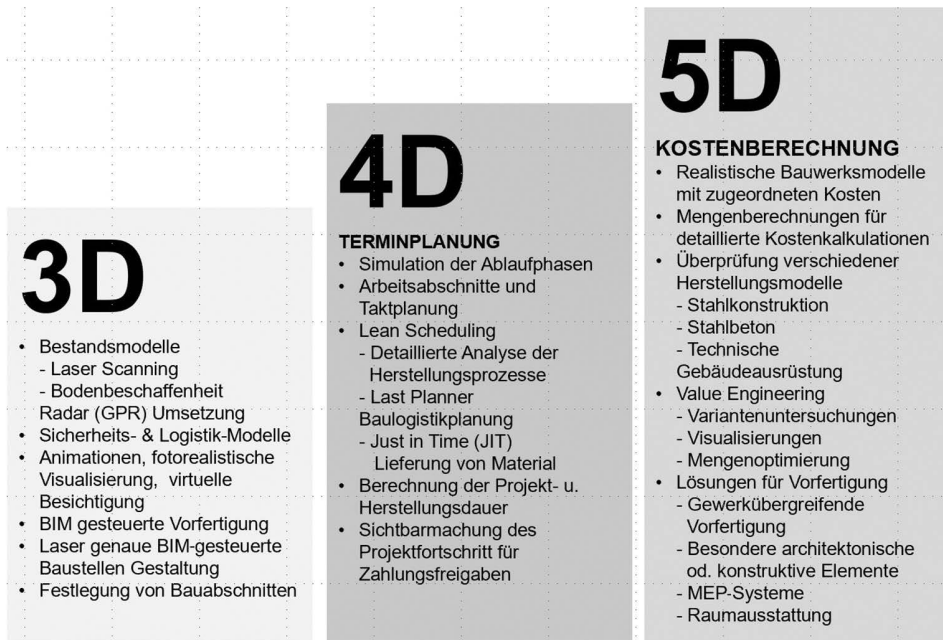 3D
• Bestandsmodelle
- Laser Scanning
- Bodenbeschaffenheit
Radar (GPR) Umsetzung
• Sicherheits- & Logistik-Modelle
• Animationen, fotorealistische
Visualisierung, virtuelle
Besichtigung
• BIM gesteuerte Vorfertigung
• Laser genaue BIM-gesteuerte
Baustellen Gestaltung
• Festlegung von Bauabschnitten
4D
TERMINPLANUNG
• Simulation der Ablaufphasen
• Arbeitsabschnitte und
Taktplanung
• Lean Scheduling
- Detaillierte Analyse der
Herstellungsprozesse
- Last Planner
Baulogistikplanung
- Just in Time (JIT)
Lieferung von Material
• Berechnung der Projekt- u.
Herstellungsdauer
• Sichtbarmachung des
Projektfortschritt für
Zahlungsfreigaben
5D
KOSTENBERECHNUNG
• Realistische Bauwerksmodelle
mit zugeordneten Kosten
• Mengenberechnungen für
detaillierte Kostenkalkulationen
• Überprüfung verschiedener
Herstellungsmodelle
- Stahlkonstruktion
- Stahlbeton
- Technische
Gebäudeausrüstung
• Value Engineering
- Variantenuntersuchungen
- Visualisierungen
- Mengenoptimierung
• Lösungen für Vorfertigung
- Gewerkübergreifende
Vorfertigung
- Besondere architektonische
od. konstruktive Elemente
- MEP-Systeme
- Raumausstattung